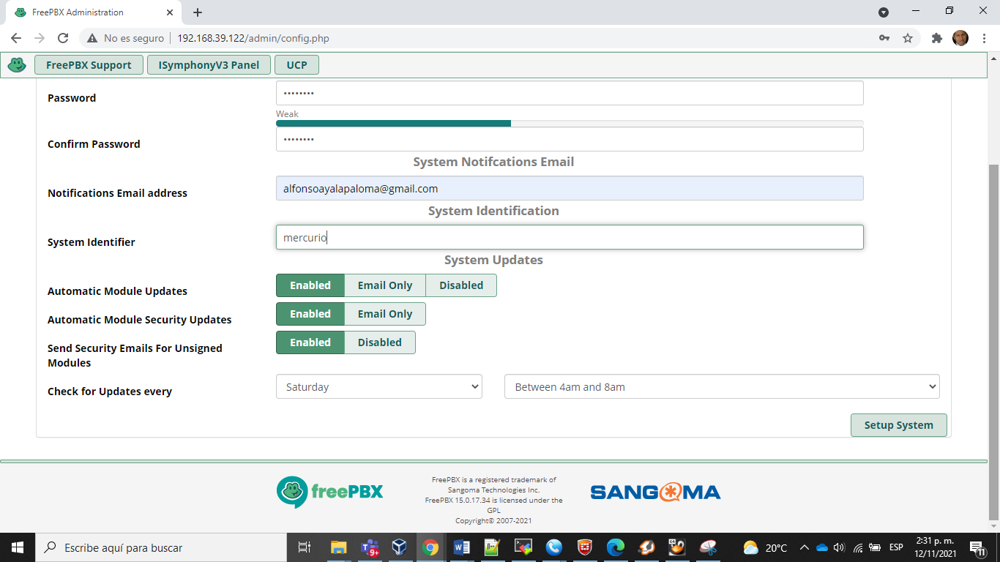 FreePBX Administration
No es seguro
192.168.39.122/admin/config.php
FreePBX Support
ISymphonyV3 Panel
UCP
Password
••••••••
Weak
Confirm Password
••••••••
System Notifcations Email
Notifications Email address
alfonsoayalapaloma@gmail.com
System Identification
System Identifier
mercurio
System Updates
Automatic Module Updates
Enabled
Email Only
Disabled
Automatic Module Security Updates
Enabled
Email Only
Send Security Emails For Unsigned
Modules
Enabled
Disabled
Check for Updates every
Saturday
Between 4am and 8am
Setup System
freePBX
FreePBX is a registered trademark of
Sangoma Technologies Inc.
FreePBX 15.0.17.34 is licensed under the
GPL
Copyright© 2007-2021
SANGOMA
Escribe aquí para buscar
9+
20°C
ESP
2:31 p. m.
12/11/2021
11